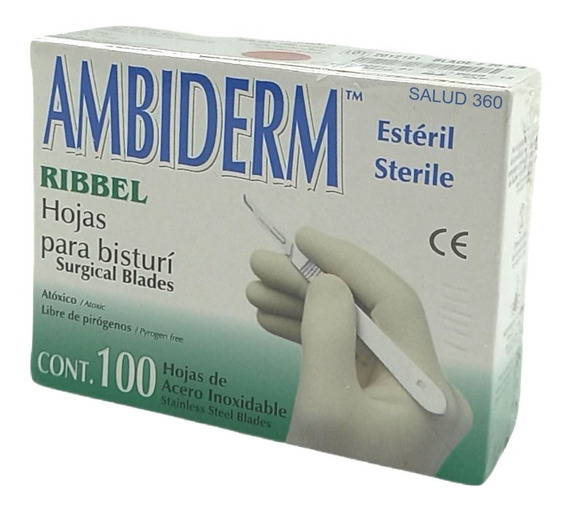 AMBIDERM™
SALUD 360
Estéril
Sterile
RIBBEL
Hojas
para bisturí
Surgical Blades
CE
Atóxico / Atoxic
Libre de pirógenos / Pyrogen free
CONT. 100 Hojas de
Acero Inoxidable
Stainless Steel Blades